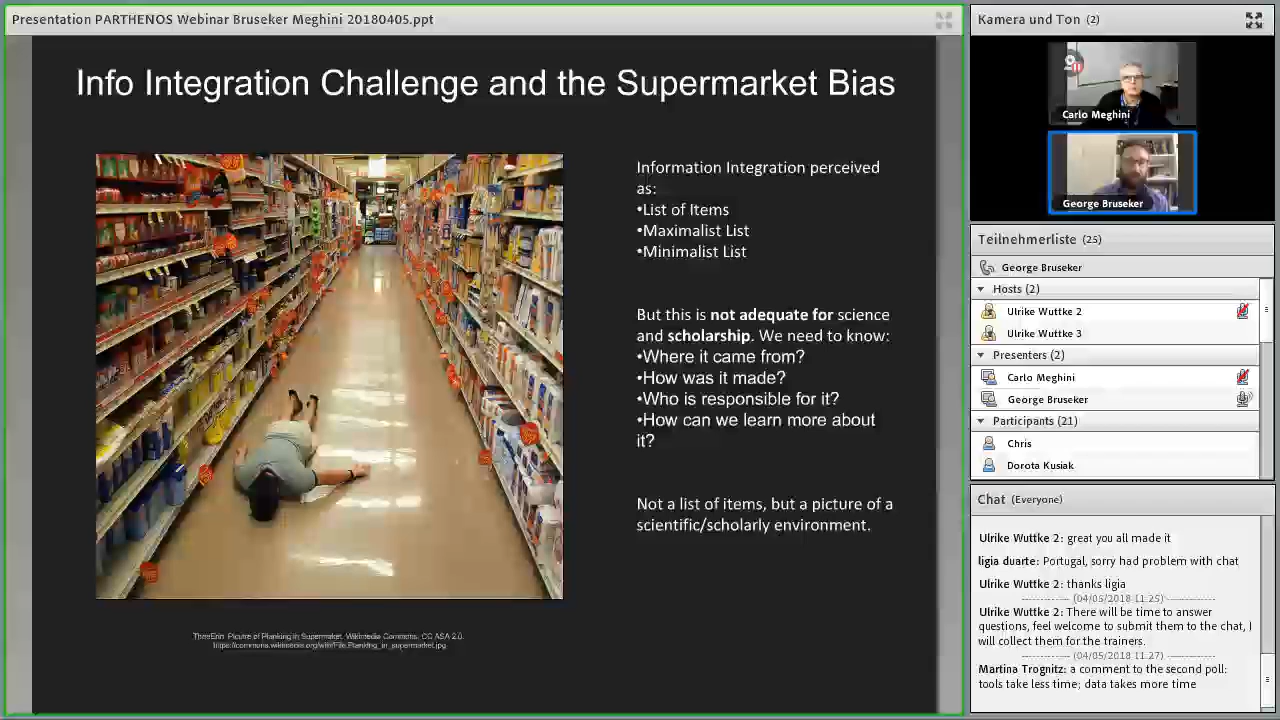 Presentation PARTHENOS Webinar Bruseker Meghini 20180405.ppt
Info Integration Challenge and the Supermarket Bias
Information Integration perceived
as:
•List of Items
•Maximalist List
•Minimalist List
But this is not adequate for science
and scholarship. We need to know:
•Where it came from?
•How was it made?
•Who is responsible for it?
•How can we learn more about
it?
Not a list of items, but a picture of a
scientific/scholarly environment.
ThreeErin. Picutre of Planking in Supermaket. Wikimedia Commons. CC ASA 2.0.
https://commons.wikimedia.org/wiki/File:Planking_in_supermarket.jpg
Kamera und Ton (2)
Carlo Meghini
George Bruseker
Teilnehmerliste (25)
George Bruseker
Hosts (2)
Ulrike Wuttke 2
Ulrike Wuttke 3
Presenters (2)
Carlo Meghini
George Bruseker
Participants (21)
Chris
Dorota Kusiak
Chat (Everyone)
Ulrike Wuttke 2: great you all made it
ligia duarte: Portugal, sorry had problem with chat
Ulrike Wuttke 2: thanks ligia
(04/05/2018 11:25)
Ulrike Wuttke 2: There will be time to answer
questions, feel welcome to submit them to the chat, I
will collect them for the trainers.
(04/05/2018 11:27)
Martina Trognitz: a comment to the second poll:
tools take less time; data takes more time